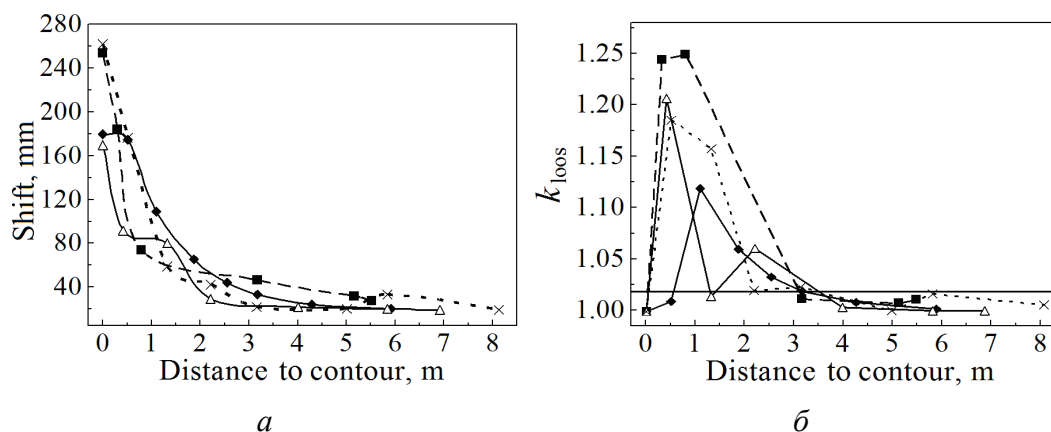 280
240
200
160
120
80
40
Shift, mm
0 1 2 3 4 5 6 7 8
Distance to contour, m
а
1.25
1.20
1.15
1.10
1.05
1.00
kloos
0 1 2 3 4 5 6 7 8
Distance to contour, m
б